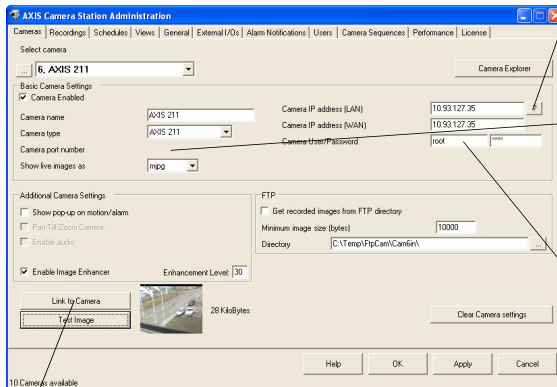 AXIS Camera Station Administration
Cameras Recordings Schedules Views General External I/Os Alarm Notifications Users Camera Sequences Performance License
Select camera
... 6, AXIS 211 Camera Explorer
Basic Camera Settings
Camera Enabled
Camera name AXIS 211
Camera type AXIS 211
Camera port number
Show live images as mjpg
Camera IP address (LAN) 10.93.127.35
Camera IP address (WAN) 10.93.127.35
Camera User/Password root ****
Additional Camera Settings
Show pop-up on motion/alarm
Pan-Tilt-Zoom Camera
Enable audio
Enable Image Enhancer Enhancement Level: 30
FTP
Get recorded images from FTP directory
Minimum image size (bytes) 10000
Directory C:\Temp\FtpCam\Cam6in\ ...
Link to Camera
Test Image
28 KiloBytes
Clear Camera settings
Help OK Apply Cancel
10 Cameras available